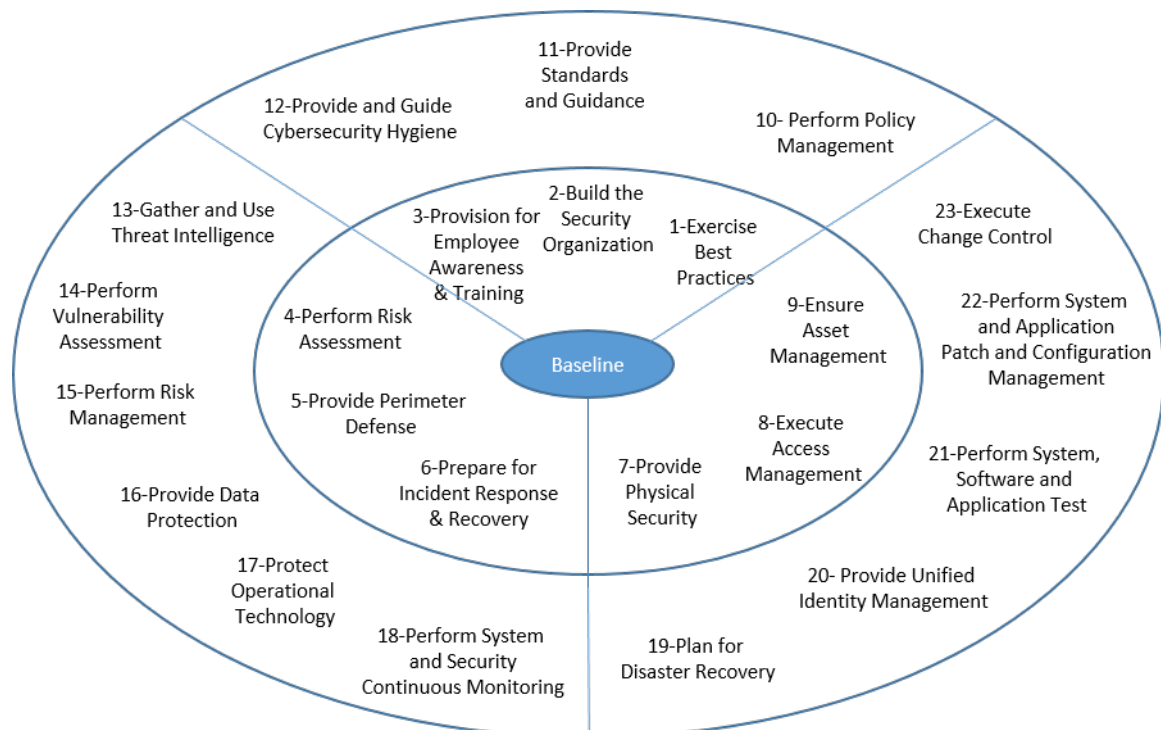 11-Provide
Standards
and Guidance
12-Provide and Guide
Cybersecurity Hygiene
10- Perform Policy
Management
13-Gather and Use
Threat Intelligence
3-Provision for
Employee
Awareness
& Training
2-Build the
Security
Organization
1-Exercise
Best
Practices
23-Execute
Change Control
14-Perform
Vulnerability
Assessment
4-Perform Risk
Assessment
9-Ensure
Asset
Management
22-Perform System
and Application
Patch and Configuration
Management
Baseline
15-Perform Risk
Management
5-Provide Perimeter
Defense
8-Execute
Access
Management
21-Perform System,
Software and
Application Test
6-Prepare for
Incident Response
& Recovery
7-Provide
Physical
Security
16-Provide Data
Protection
17-Protect
Operational
Technology
20- Provide Unified
Identity Management
18-Perform System
and Security
Continuous Monitoring
19-Plan for
Disaster Recovery